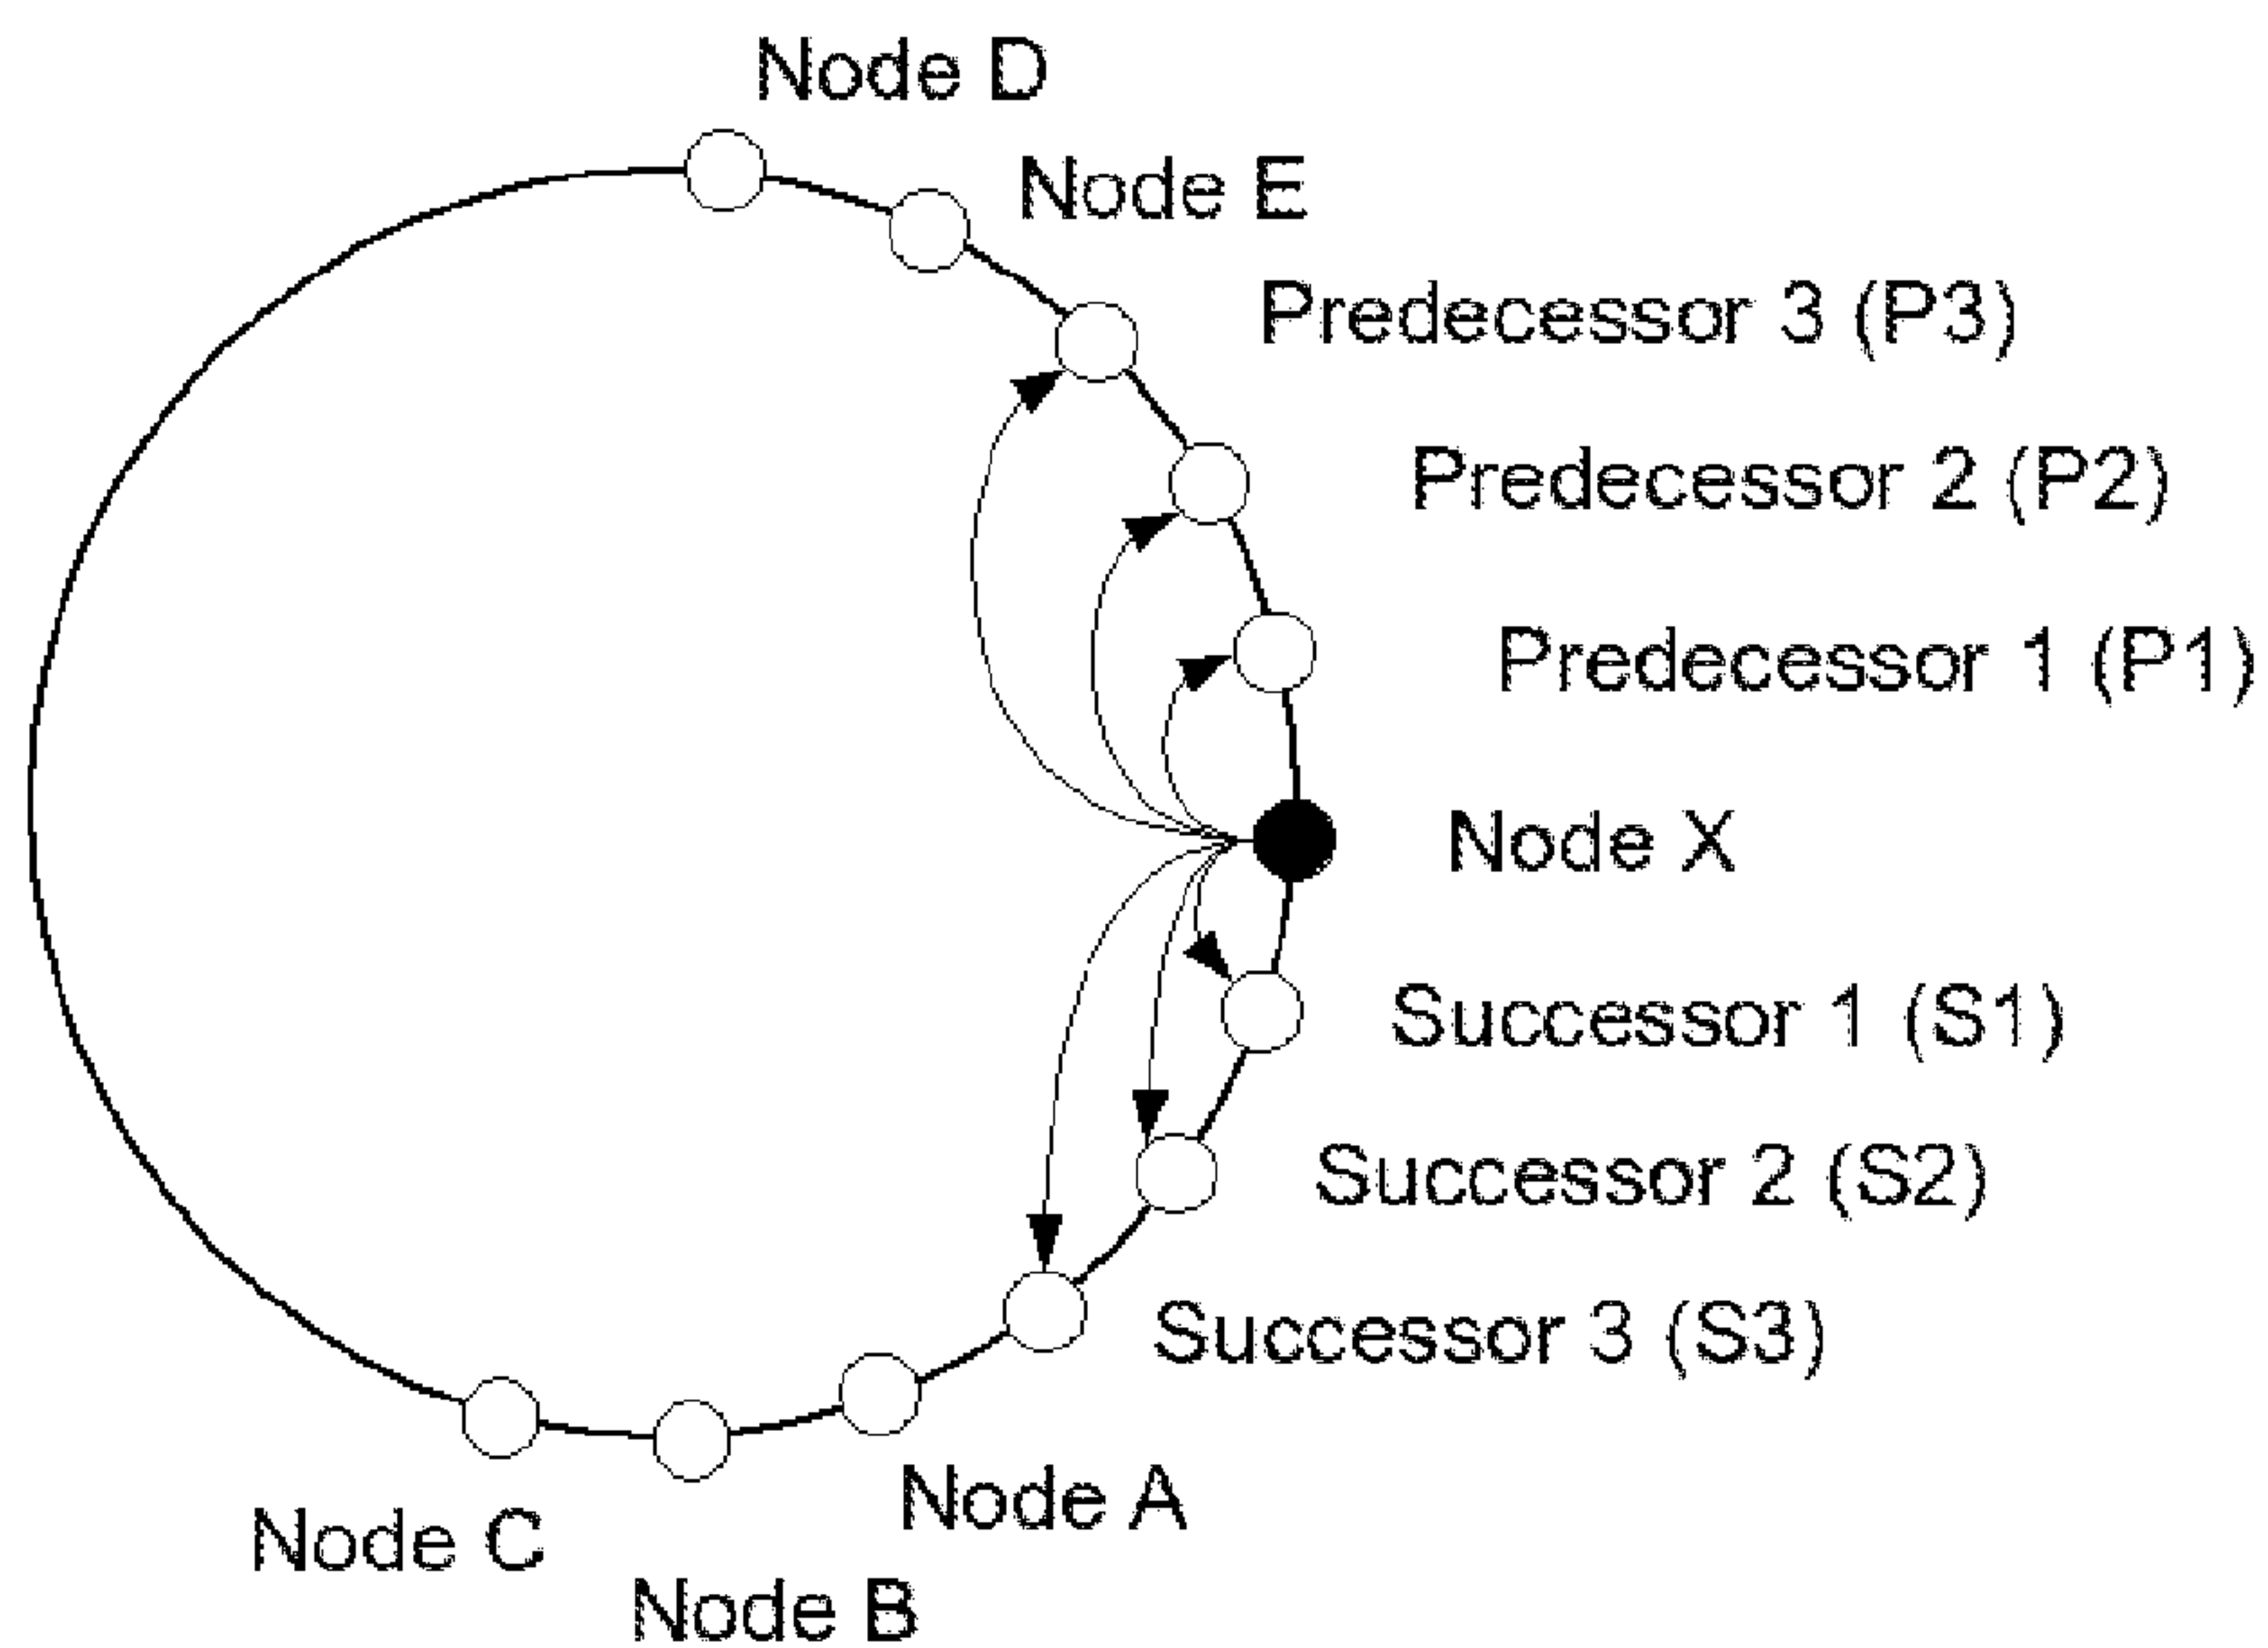 Node D
Node E
Predecessor 3 (P3)
Predecessor 2 (P2)
Predecessor 1 (P1)
Node X
Successor 1 (S1)
Successor 2 (S2)
Successor 3 (S3)
Node A
Node C
Node B